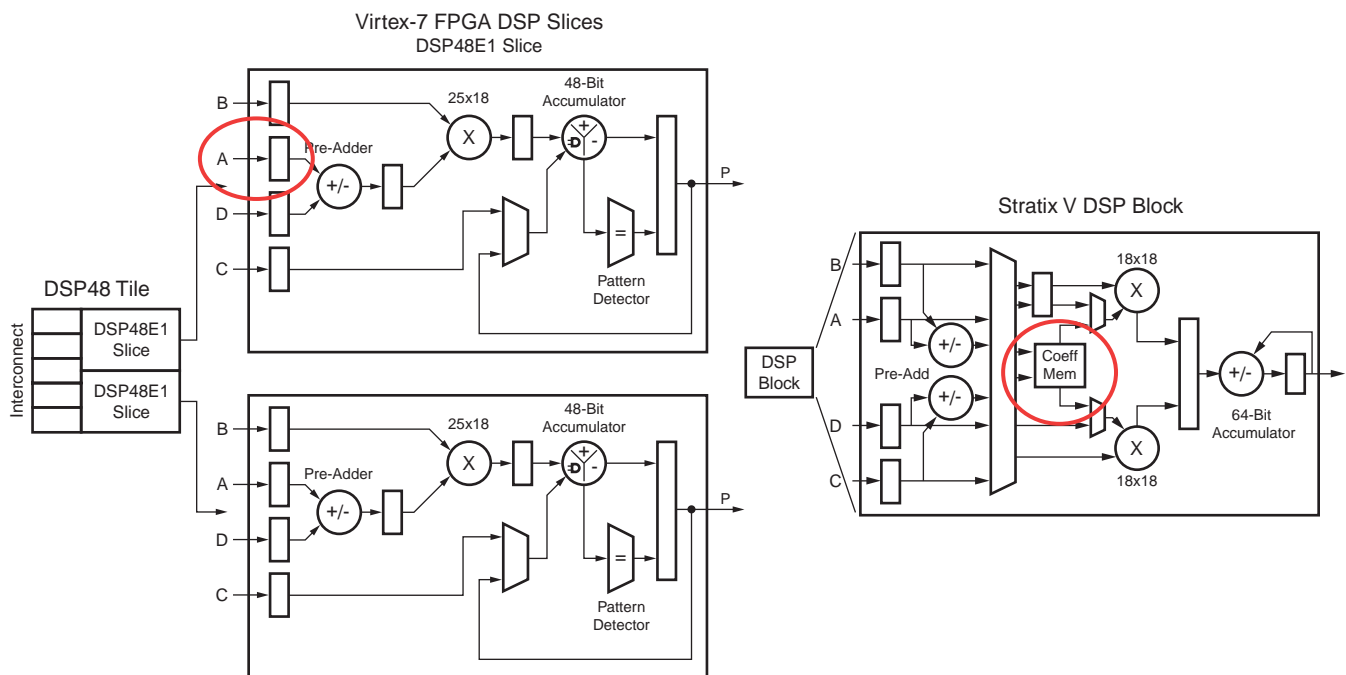 Virtex-7 FPGA DSP Slices
DSP48E1 Slice
B
A
D
C
Pre-Adder
+/-
25x18
X
48-Bit
Accumulator
+
-
=
Pattern
Detector
P
DSP48 Tile
Interconnect
DSP48E1
Slice
DSP48E1
Slice
B
A
D
C
Pre-Adder
+/-
25x18
X
48-Bit
Accumulator
+
-
=
Pattern
Detector
P
Stratix V DSP Block
DSP
Block
B
A
D
C
+/-
Pre-Add
+/-
Coeff
Mem
18x18
X
X
18x18
+/-
64-Bit
Accumulator